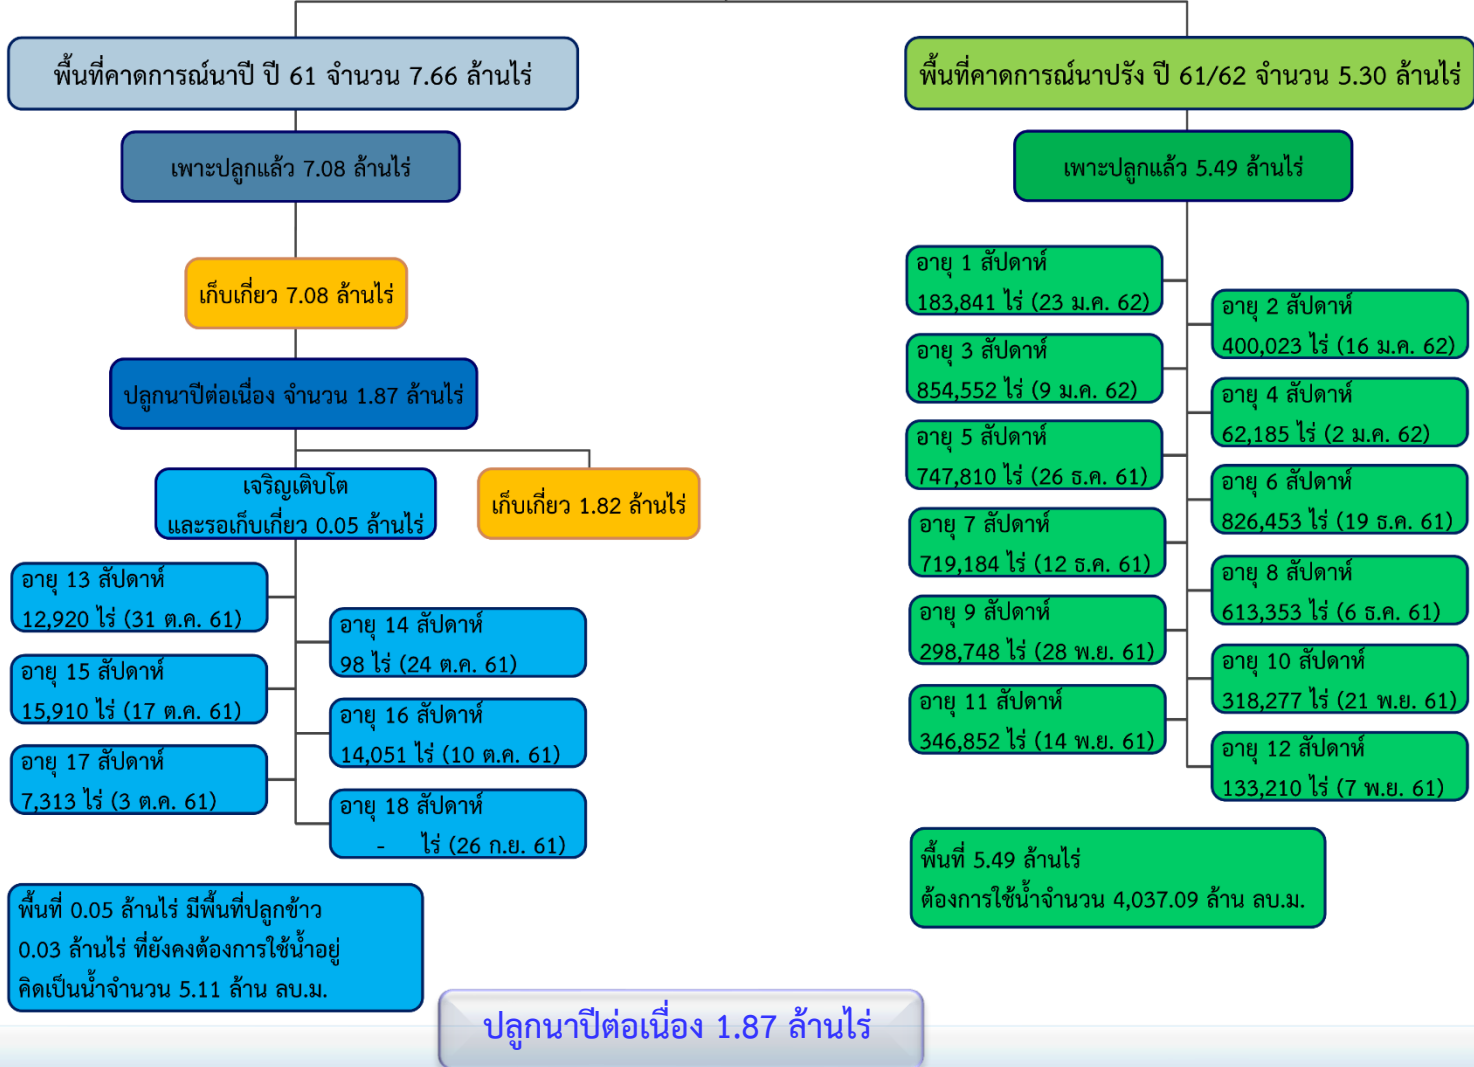 พื้นที่คาดการณ์นาปี ปี 61 จำนวน 7.66 ล้านไร่
เพาะปลูกแล้ว 7.08 ล้านไร่
เก็บเกี่ยว 7.08 ล้านไร่
ปลูกนาปีต่อเนื่อง จำนวน 1.87 ล้านไร่
เจริญเติบโต
และรอเก็บเกี่ยว 0.05 ล้านไร่
เก็บเกี่ยว 1.82 ล้านไร่
อายุ 13 สัปดาห์
12,920 ไร่ (31 ต.ค. 61)
อายุ 14 สัปดาห์
98 ไร่ (24 ต.ค. 61)
อายุ 15 สัปดาห์
15,910 ไร่ (17 ต.ค. 61)
อายุ 16 สัปดาห์
14,051 ไร่ (10 ต.ค. 61)
อายุ 17 สัปดาห์
7,313 ไร่ (3 ต.ค. 61)
อายุ 18 สัปดาห์
- ไร่ (26 ก.ย. 61)
พื้นที่ 0.05 ล้านไร่ มีพื้นที่ปลูกข้าว
0.03 ล้านไร่ ที่ยังคงต้องการใช้น้ำอยู่
คิดเป็นน้ำจำนวน 5.11 ล้าน ลบ.ม.
พื้นที่คาดการณ์นาปรัง ปี 61/62 จำนวน 5.30 ล้านไร่
เพาะปลูกแล้ว 5.49 ล้านไร่
อายุ 1 สัปดาห์
183,841 ไร่ (23 ม.ค. 62)
อายุ 2 สัปดาห์
400,023 ไร่ (16 ม.ค. 62)
อายุ 3 สัปดาห์
854,552 ไร่ (9 ม.ค. 62)
อายุ 4 สัปดาห์
62,185 ไร่ (2 ม.ค. 62)
อายุ 5 สัปดาห์
747,810 ไร่ (26 ธ.ค. 61)
อายุ 6 สัปดาห์
826,453 ไร่ (19 ธ.ค. 61)
อายุ 7 สัปดาห์
719,184 ไร่ (12 ธ.ค. 61)
อายุ 8 สัปดาห์
613,353 ไร่ (6 ธ.ค. 61)
อายุ 9 สัปดาห์
298,748 ไร่ (28 พ.ย. 61)
อายุ 10 สัปดาห์
318,277 ไร่ (21 พ.ย. 61)
อายุ 11 สัปดาห์
346,852 ไร่ (14 พ.ย. 61)
อายุ 12 สัปดาห์
133,210 ไร่ (7 พ.ย. 61)
พื้นที่ 5.49 ล้านไร่
ต้องการใช้น้ำจำนวน 4,037.09 ล้าน ลบ.ม.
ปลูกนาปีต่อเนื่อง 1.87 ล้านไร่